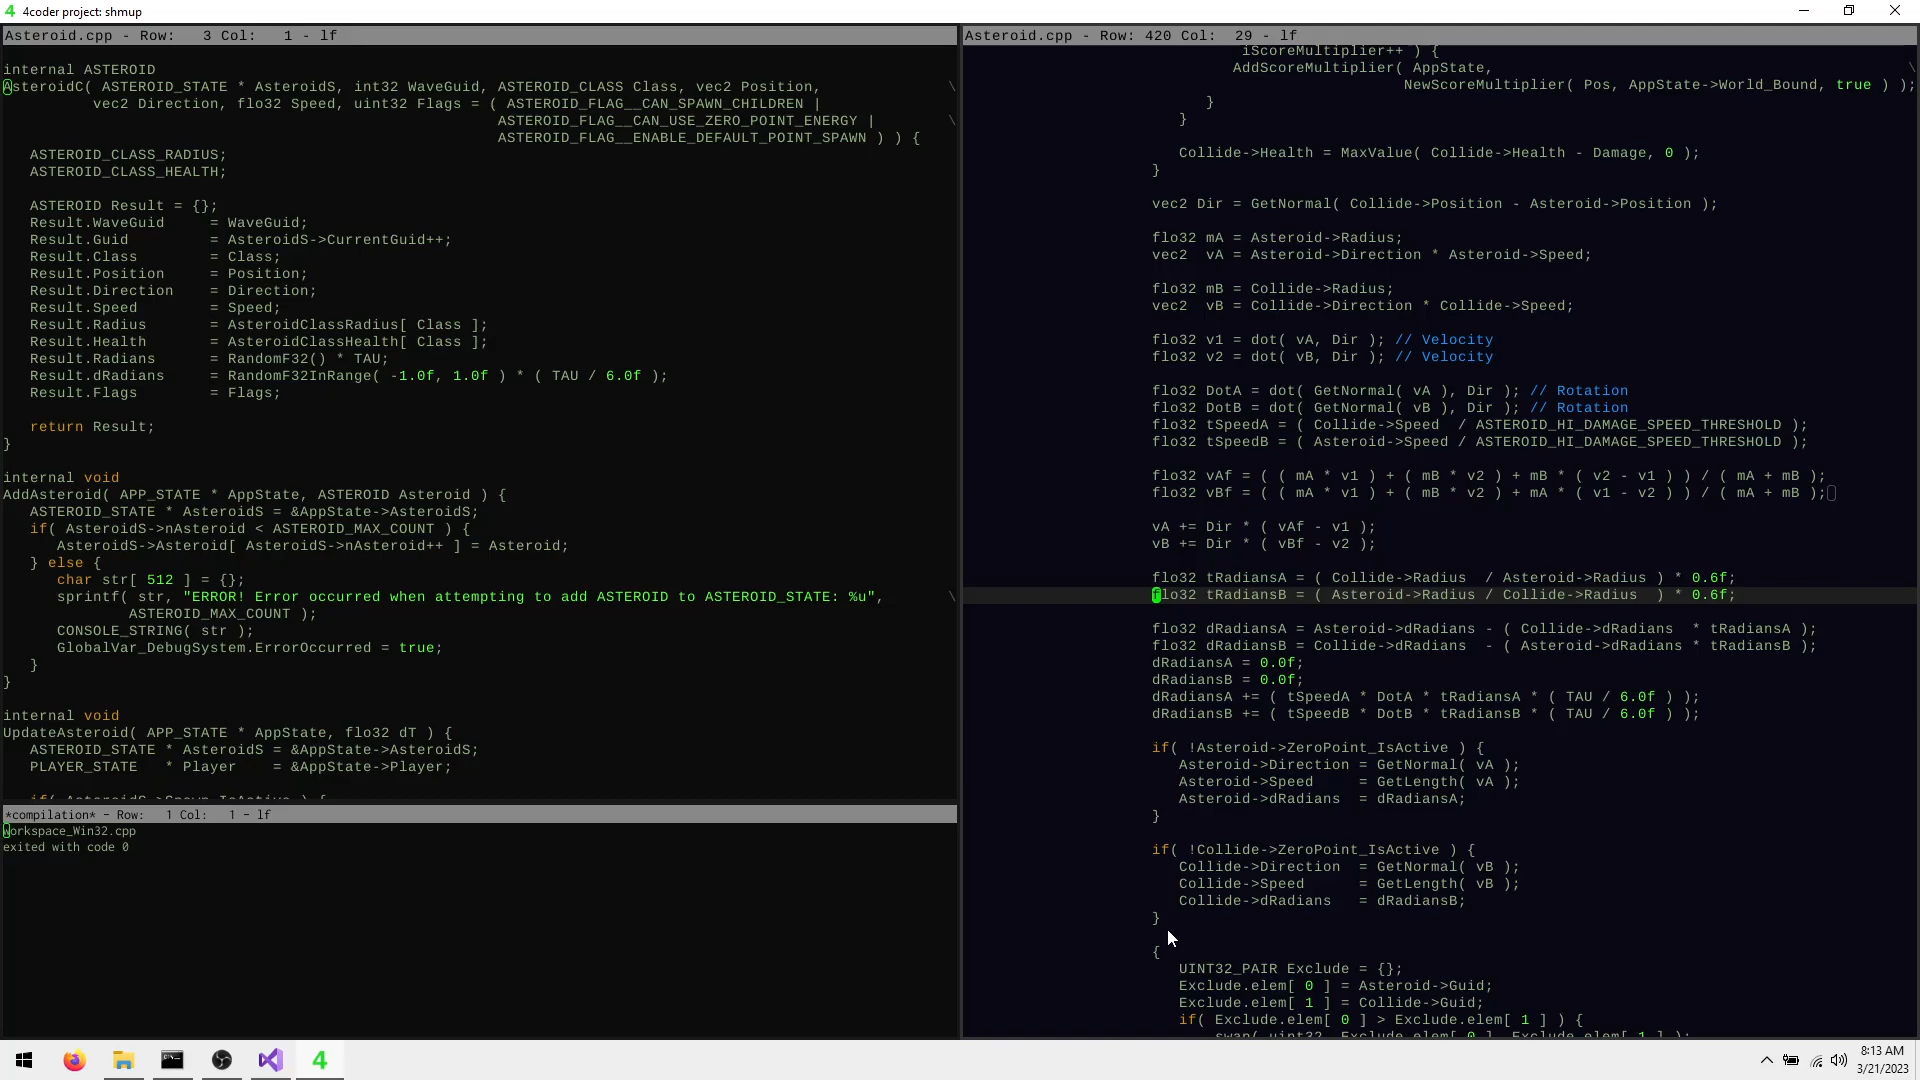 4 4coder project: shmup
Asteroid.cpp - Row:   3 Col:   1 - lf
internal ASTEROID
AsteroidC( ASTEROID_STATE * AsteroidS, int32 WaveGuid, ASTEROID_CLASS Class, vec2 Position, \
vec2 Direction, flo32 Speed, uint32 Flags = ( ASTEROID_FLAG__CAN_SPAWN_CHILDREN |
ASTEROID_FLAG__CAN_USE_ZERO_POINT_ENERGY | \
ASTEROID_FLAG__ENABLE_DEFAULT_POINT_SPAWN ) ) {
ASTEROID_CLASS_RADIUS;
ASTEROID_CLASS_HEALTH;
ASTEROID Result = {};
Result.WaveGuid     = WaveGuid;
Result.Guid         = AsteroidS->CurrentGuid++;
Result.Class        = Class;
Result.Position     = Position;
Result.Direction    = Direction;
Result.Speed        = Speed;
Result.Radius       = AsteroidClassRadius[ Class ];
Result.Health       = AsteroidClassHealth[ Class ];
Result.Radians      = RandomF32() * TAU;
Result.dRadians     = RandomF32InRange( -1.0f, 1.0f ) * ( TAU / 6.0f );
Result.Flags        = Flags;
return Result;
}
internal void
AddAsteroid( APP_STATE * AppState, ASTEROID Asteroid ) {
ASTEROID_STATE * AsteroidS = &AppState->AsteroidS;
if( AsteroidS->nAsteroid < ASTEROID_MAX_COUNT ) {
AsteroidS->Asteroid[ AsteroidS->nAsteroid++ ] = Asteroid;
} else {
char str[ 512 ] = {};
sprintf( str, "ERROR! Error occurred when attempting to add ASTEROID to ASTEROID_STATE: %u", \
ASTEROID_MAX_COUNT );
CONSOLE_STRING( str );
GlobalVar_DebugSystem.ErrorOccurred = true;
}
}
internal void
UpdateAsteroid( APP_STATE * AppState, flo32 dT ) {
ASTEROID_STATE * AsteroidS = &AppState->AsteroidS;
PLAYER_STATE   * Player    = &AppState->Player;
if( AsteroidS->Spawn_IsActive ) {
*compilation* - Row:   1 Col:   1 - lf
workspace_Win32.cpp
exited with code 0
Asteroid.cpp - Row: 420 Col:  29 - lf
iScoreMultiplier++ ) {
AddScoreMultiplier( AppState, \
NewScoreMultiplier( Pos, AppState->World_Bound, true ) );
}
}
Collide->Health = MaxValue( Collide->Health - Damage, 0 );
}
vec2 Dir = GetNormal( Collide->Position - Asteroid->Position );
flo32 mA = Asteroid->Radius;
vec2  vA = Asteroid->Direction * Asteroid->Speed;
flo32 mB = Collide->Radius;
vec2  vB = Collide->Direction * Collide->Speed;
flo32 v1 = dot( vA, Dir ); // Velocity
flo32 v2 = dot( vB, Dir ); // Velocity
flo32 DotA = dot( GetNormal( vA ), Dir ); // Rotation
flo32 DotB = dot( GetNormal( vB ), Dir ); // Rotation
flo32 tSpeedA = ( Collide->Speed  / ASTEROID_HI_DAMAGE_SPEED_THRESHOLD );
flo32 tSpeedB = ( Asteroid->Speed / ASTEROID_HI_DAMAGE_SPEED_THRESHOLD );
flo32 vAf = ( ( mA * v1 ) + ( mB * v2 ) + mB * ( v2 - v1 ) ) / ( mA + mB );
flo32 vBf = ( ( mA * v1 ) + ( mB * v2 ) + mA * ( v1 - v2 ) ) / ( mA + mB );
vA += Dir * ( vAf - v1 );
vB += Dir * ( vBf - v2 );
flo32 tRadiansA = ( Collide->Radius  / Asteroid->Radius ) * 0.6f;
flo32 tRadiansB = ( Asteroid->Radius / Collide->Radius  ) * 0.6f;
flo32 dRadiansA = Asteroid->dRadians - ( Collide->dRadians  * tRadiansA );
flo32 dRadiansB = Collide->dRadians  - ( Asteroid->dRadians * tRadiansB );
dRadiansA = 0.0f;
dRadiansB = 0.0f;
dRadiansA += ( tSpeedA * DotA * tRadiansA * ( TAU / 6.0f ) );
dRadiansB += ( tSpeedB * DotB * tRadiansB * ( TAU / 6.0f ) );
if( !Asteroid->ZeroPoint_IsActive ) {
Asteroid->Direction = GetNormal( vA );
Asteroid->Speed     = GetLength( vA );
Asteroid->dRadians  = dRadiansA;
}
if( !Collide->ZeroPoint_IsActive ) {
Collide->Direction  = GetNormal( vB );
Collide->Speed      = GetLength( vB );
Collide->dRadians   = dRadiansB;
}
{
UINT32_PAIR Exclude = {};
Exclude.elem[ 0 ] = Asteroid->Guid;
Exclude.elem[ 1 ] = Collide->Guid;
if( Exclude.elem[ 0 ] > Exclude.elem[ 1 ] ) {
swap( uint32, Exclude.elem[ 0 ], Exclude.elem[ 1 ] );
4
8:13 AM
3/21/2023